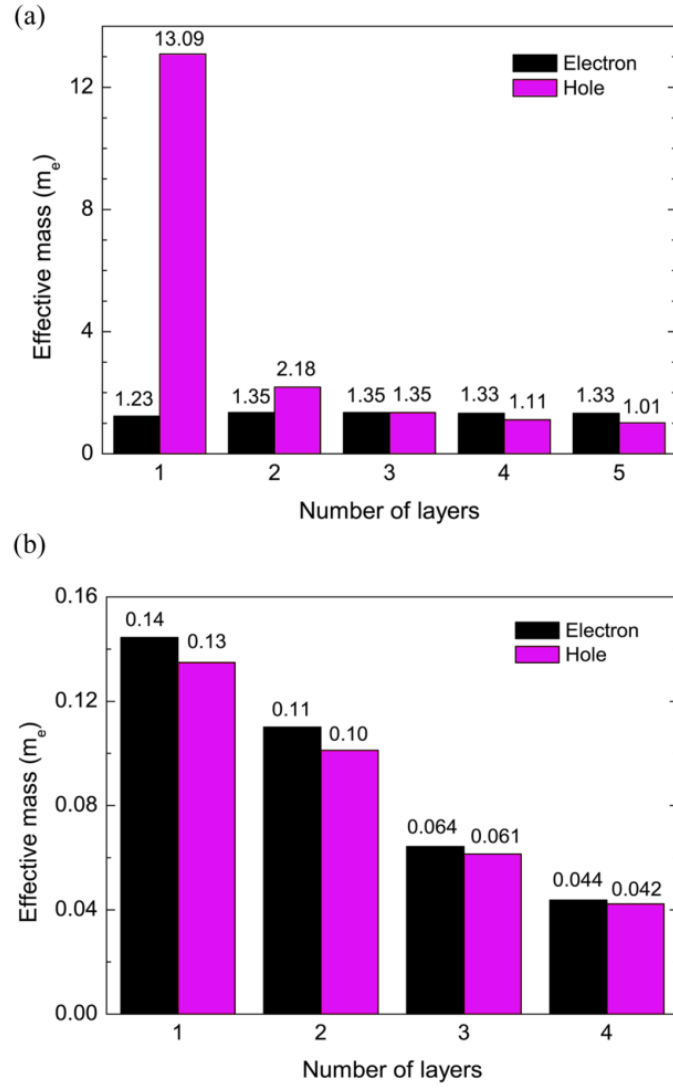 (a)
13.09
12
Electron
Hole
8
Effective mass (m_e)
4
2.18
1.23
1.35
1.35
1.35
1.33
1.11
1.33
1.01
0
1 2 3 4 5
Number of layers
(b)
0.16
0.14
0.13
Electron
Hole
0.12
0.11
0.10
Effective mass (m_e)
0.08
0.064
0.061
0.044
0.042
0.04
0.00
1 2 3 4
Number of layers